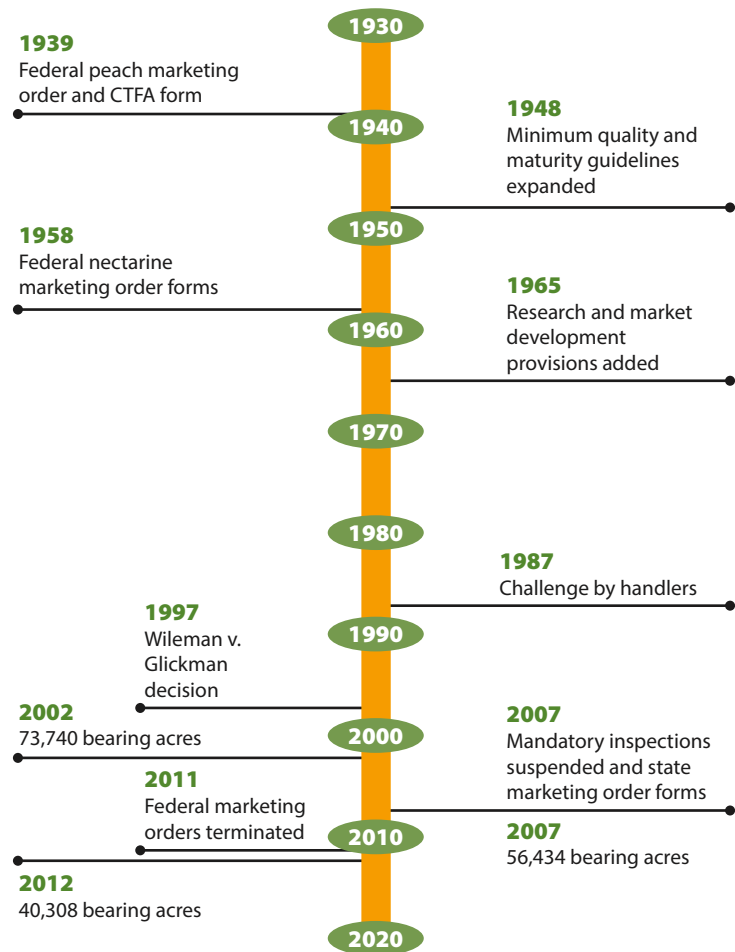 1930
1939
Federal peach marketing
order and CTFA form
1940
1948
Minimum quality and
maturity guidelines
expanded
1950
1958
Federal nectarine
marketing order forms
1960
1965
Research and market
development
provisions added
1970
1980
1987
Challenge by handlers
1990
1997
Wileman v.
Glickman
decision
2002
73,740 bearing acres
2000
2007
Mandatory inspections
suspended and state
marketing order forms
2011
Federal marketing
orders terminated
2010
2007
56,434 bearing acres
2012
40,308 bearing acres
2020